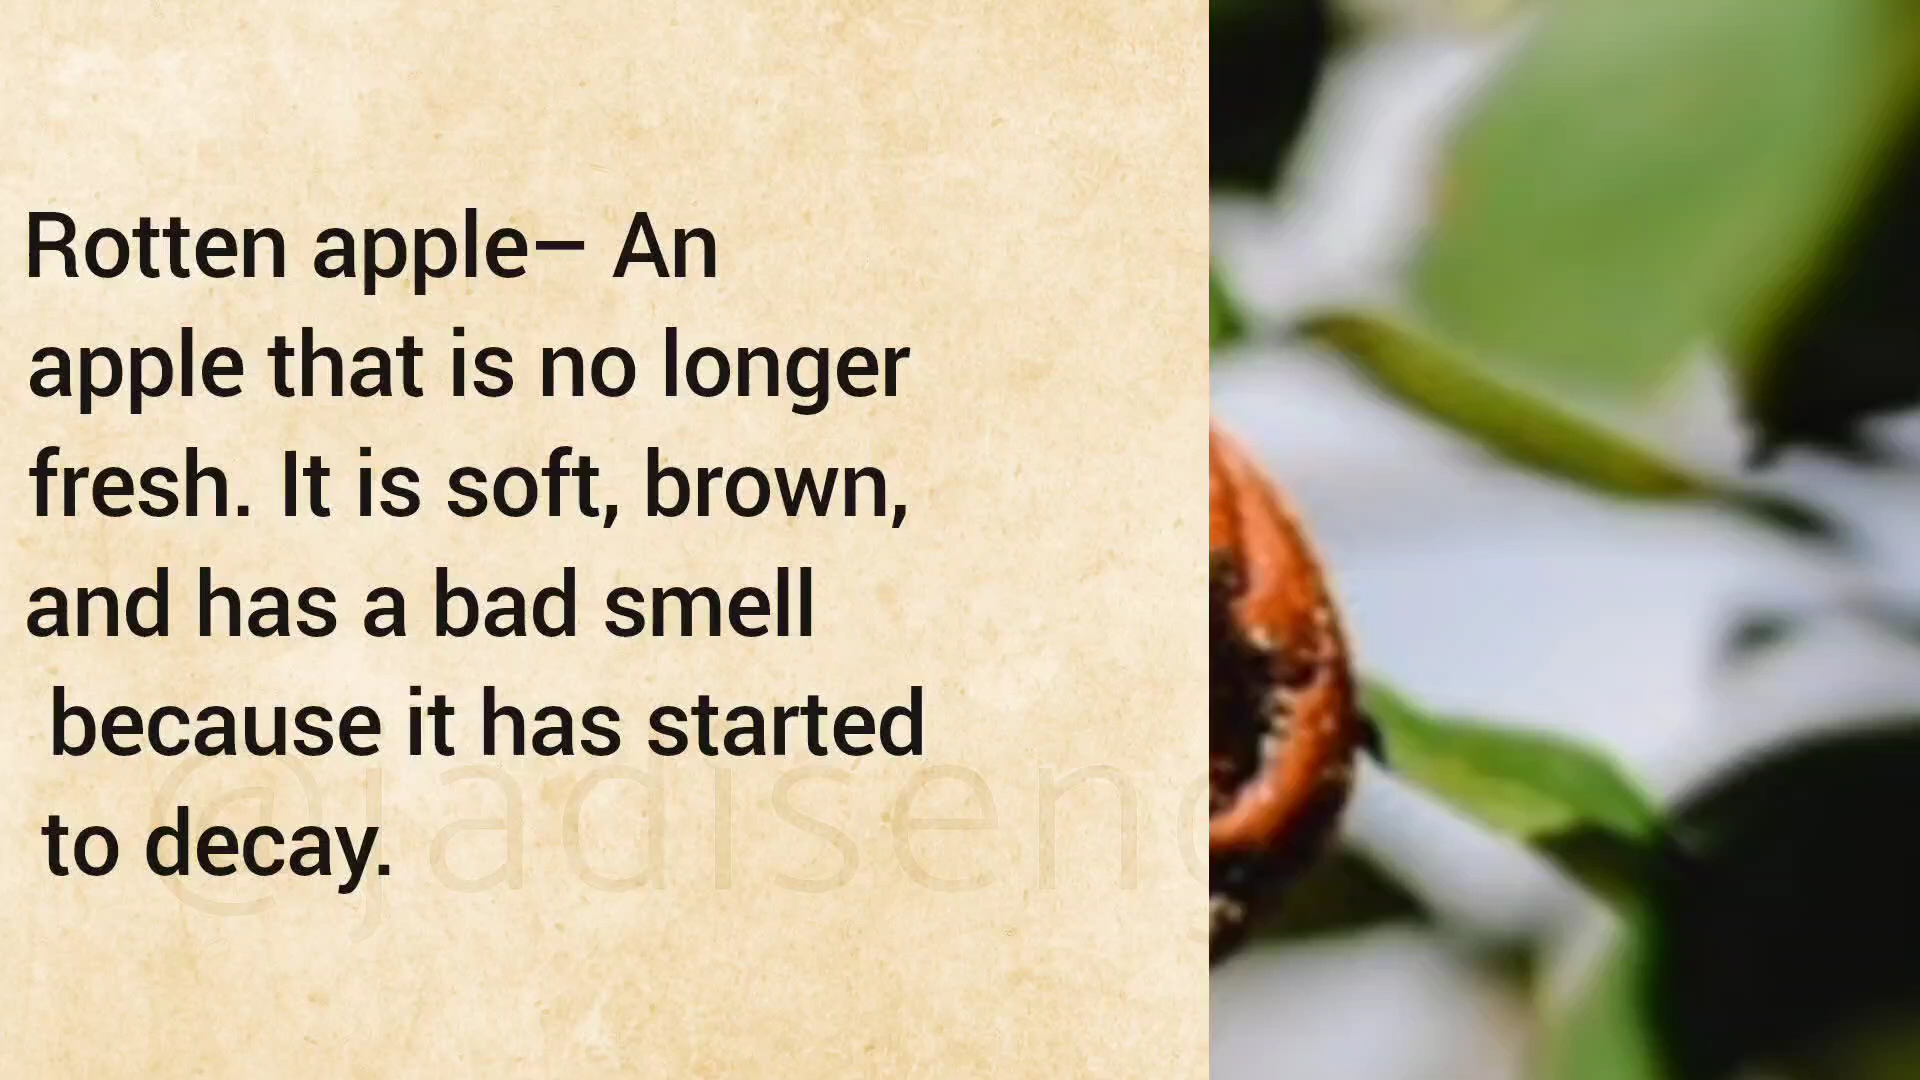 Rotten apple– An
apple that is no longer
fresh. It is soft, brown,
and has a bad smell
because it has started
to decay.
@jadiseng